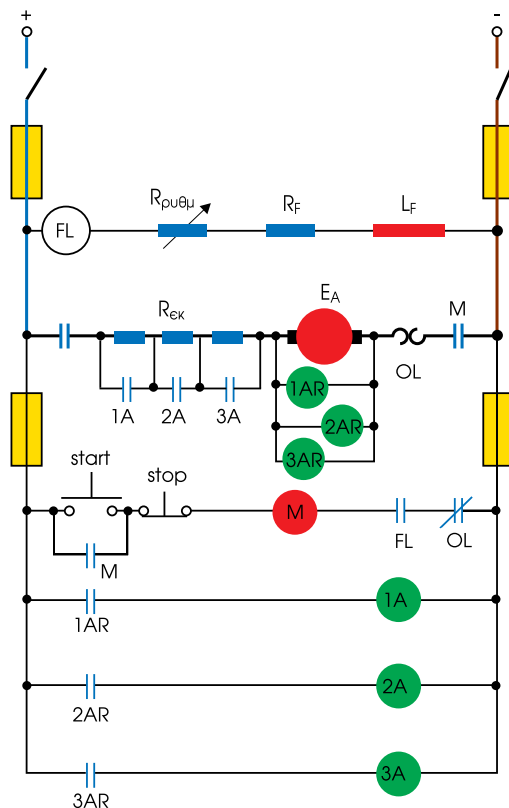 + -
FL Rρυθμ RF LF
Rεκ EA M
OL
1A 2A 3A 1AR
2AR
3AR
start
stop
M FL OL
M
1AR 1A
2AR 2A
3AR 3A